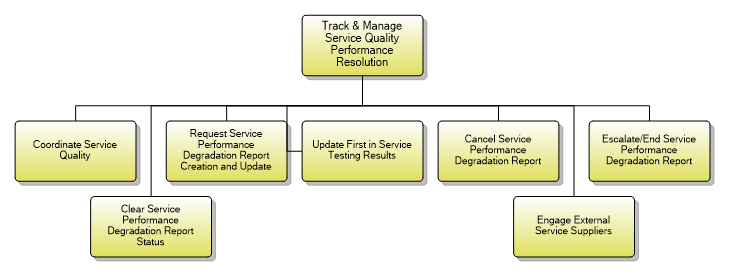 Track & Manage
Service Quality
Performance
Resolution
Coordinate Service
Quality
Request Service
Performance
Degradation Report
Creation and Update
Update First in Service
Testing Results
Cancel Service
Performance
Degradation Report
Escalate/End Service
Performance
Degradation Report
Clear Service
Performance
Degradation Report
Status
Engage External
Service Suppliers